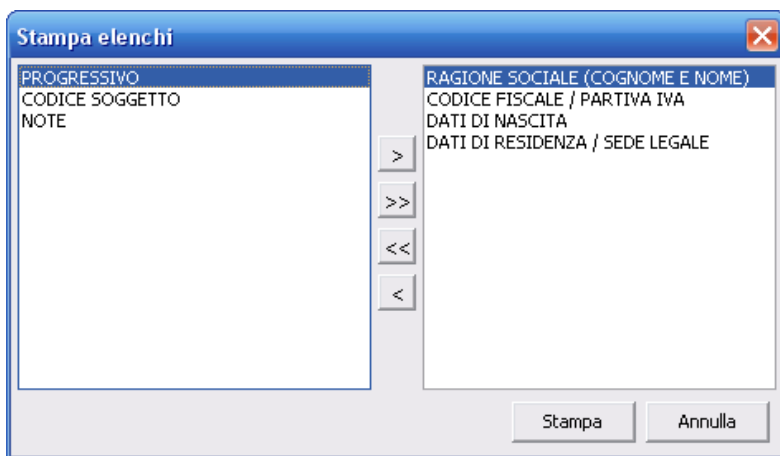 Stampa elenchi
PROGRESSIVO
CODICE SOGGETTO
NOTE
>
>>
<<
<
RAGIONE SOCIALE (COGNOME E NOME)
CODICE FISCALE / PARTIVA IVA
DATI DI NASCITA
DATI DI RESIDENZA / SEDE LEGALE
Stampa
Annulla